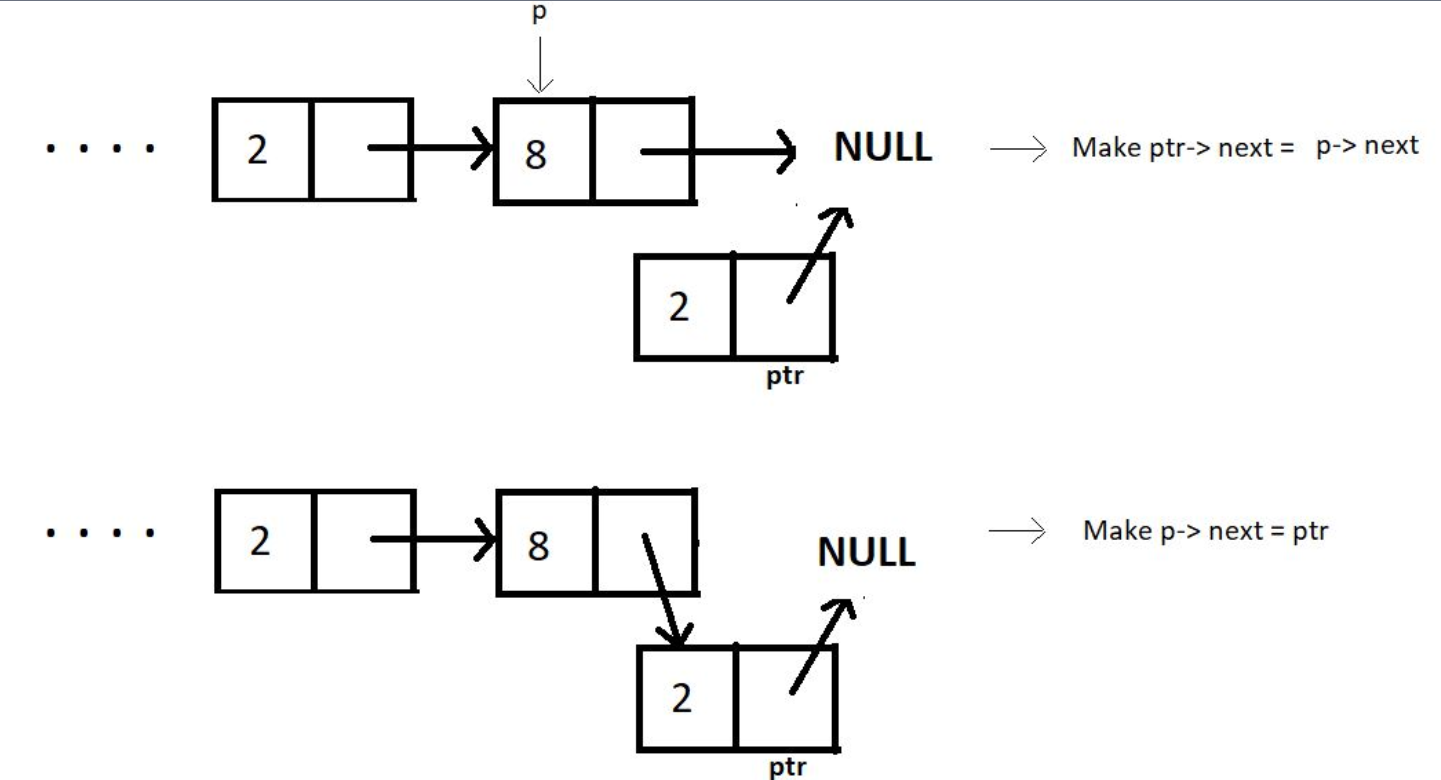 p
. . . . 2 8 NULL Make ptr-> next = p-> next
2
ptr
. . . . 2 8 NULL Make p-> next = ptr
2
ptr